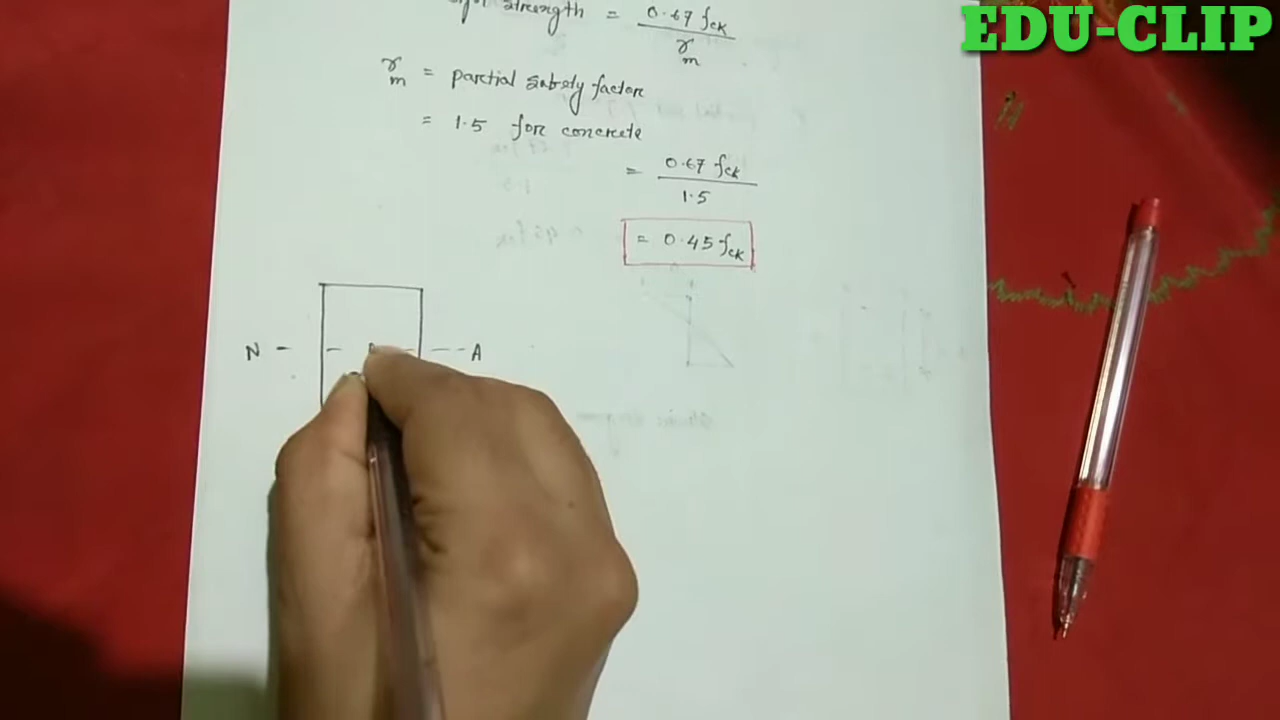 EDU-CLIP
strength = 0.67 fck / γm
γm = partial safety factor
= 1.5 for concrete
= 0.67 fck / 1.5
= 0.45 fck
N - - - - A